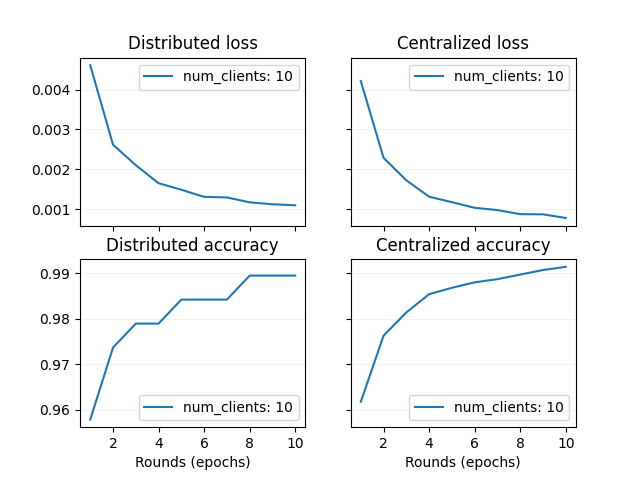 Distributed loss
Centralized loss
num_clients: 10
num_clients: 10
0.004
0.003
0.002
0.001
Distributed accuracy
Centralized accuracy
0.99
0.98
0.97
0.96
num_clients: 10
num_clients: 10
2 4 6 8 10
2 4 6 8 10
Rounds (epochs)
Rounds (epochs)